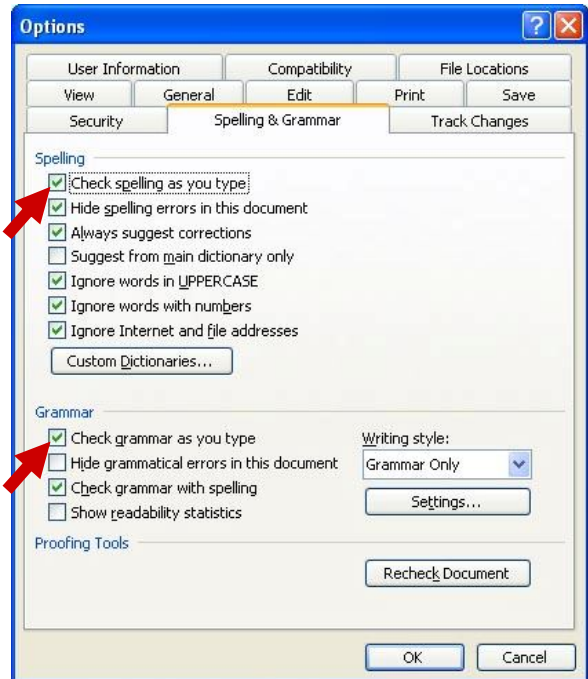 Options
User Information Compatibility File Locations
View General Edit Print Save
Security Spelling & Grammar Track Changes
Spelling
Check spelling as you type
Hide spelling errors in this document
Always suggest corrections
Suggest from main dictionary only
Ignore words in UPPERCASE
Ignore words with numbers
Ignore Internet and file addresses
Custom Dictionaries...
Grammar
Check grammar as you type Writing style:
Hide grammatical errors in this document Grammar Only
Check grammar with spelling Settings...
Show readability statistics
Proofing Tools
Recheck Document
OK Cancel